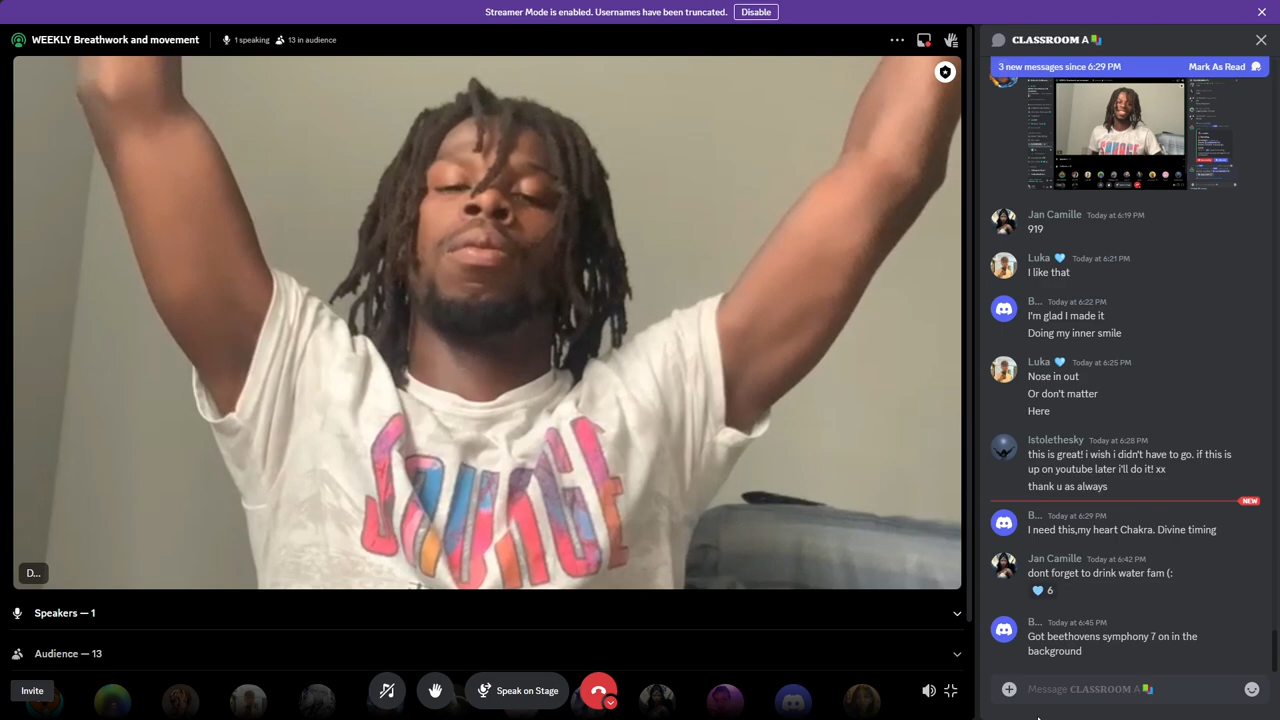 Streamer Mode is enabled. Usernames have been truncated. Disable
WEEKLY Breathwork and movement
1 speaking
13 in audience
SAVAGE
D...
Speakers — 1
Audience — 13
Invite
Speak on Stage
CLASSROOM A
3 new messages since 6:29 PM
Mark As Read
Jan Camille Today at 6:19 PM
919
Luka 🩵 Today at 6:21 PM
I like that
B... Today at 6:22 PM
I'm glad I made it
Doing my inner smile
Luka 🩵 Today at 6:25 PM
Nose in out
Or don't matter
Here
Istolethesky Today at 6:28 PM
this is great! i wish i didn't have to go. if this is
up on youtube later i'll do it! xx
thank u as always
NEW
B... Today at 6:29 PM
I need this,my heart Chakra. Divine timing
Jan Camille Today at 6:42 PM
dont forget to drink water fam (:
🩵 6
B... Today at 6:45 PM
Got beethovens symphony 7 on in the
background
Message CLASSROOM A